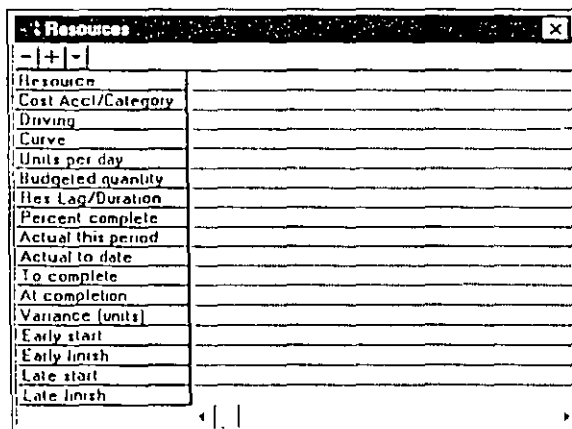 Resources
Resource
Cost Acct/Category
Driving
Curve
Units per day
Budgeted quantity
Res Lag/Duration
Percent complete
Actual this period
Actual to date
To complete
At completion
Variance (units)
Early start
Early finish
Late start
Late finish